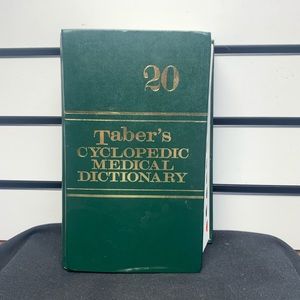 20
Taber's
CYCLOPEDIC
MEDICAL
DICTIONARY